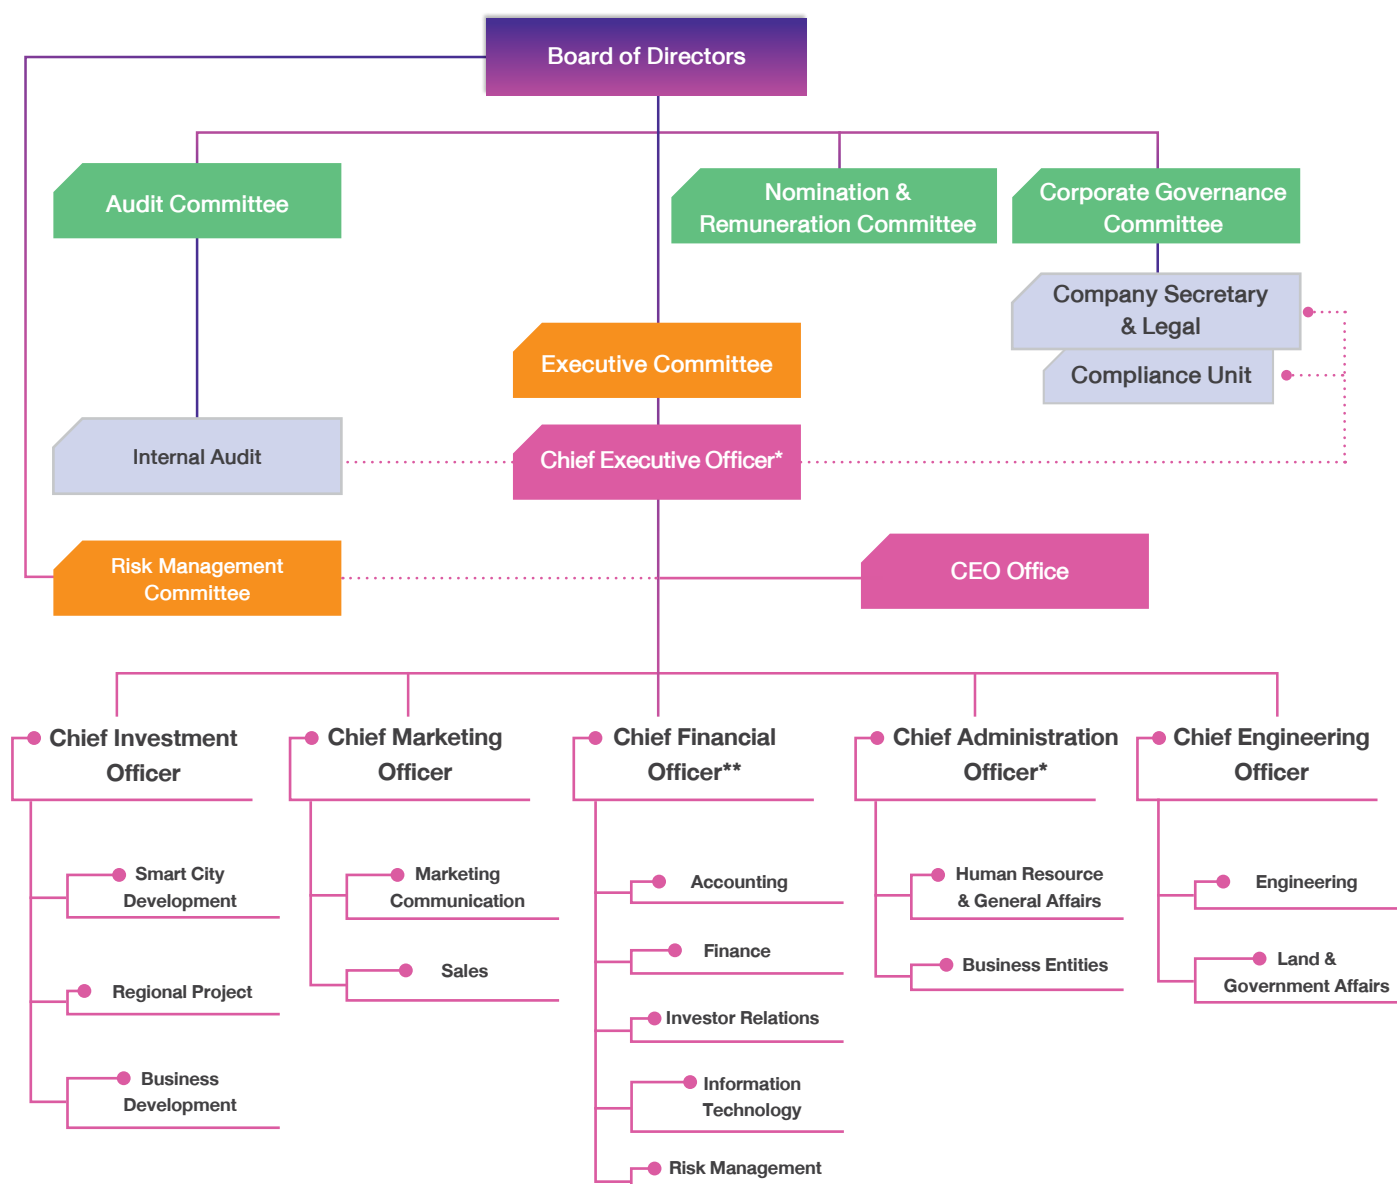 Board of Directors
Audit Committee
Nomination &
Remuneration Committee
Corporate Governance
Committee
Company Secretary
& Legal
Compliance Unit
Executive Committee
Chief Executive Officer*
Internal Audit
Risk Management
Committee
CEO Office
Chief Investment
Officer
Smart City
Development
Regional Project
Business
Development
Chief Marketing
Officer
Marketing
Communication
Sales
Chief Financial
Officer**
Accounting
Finance
Investor Relations
Information
Technology
Risk Management
Chief Administration
Officer*
Human Resource
& General Affairs
Business Entities
Chief Engineering
Officer
Engineering
Land &
Government Affairs